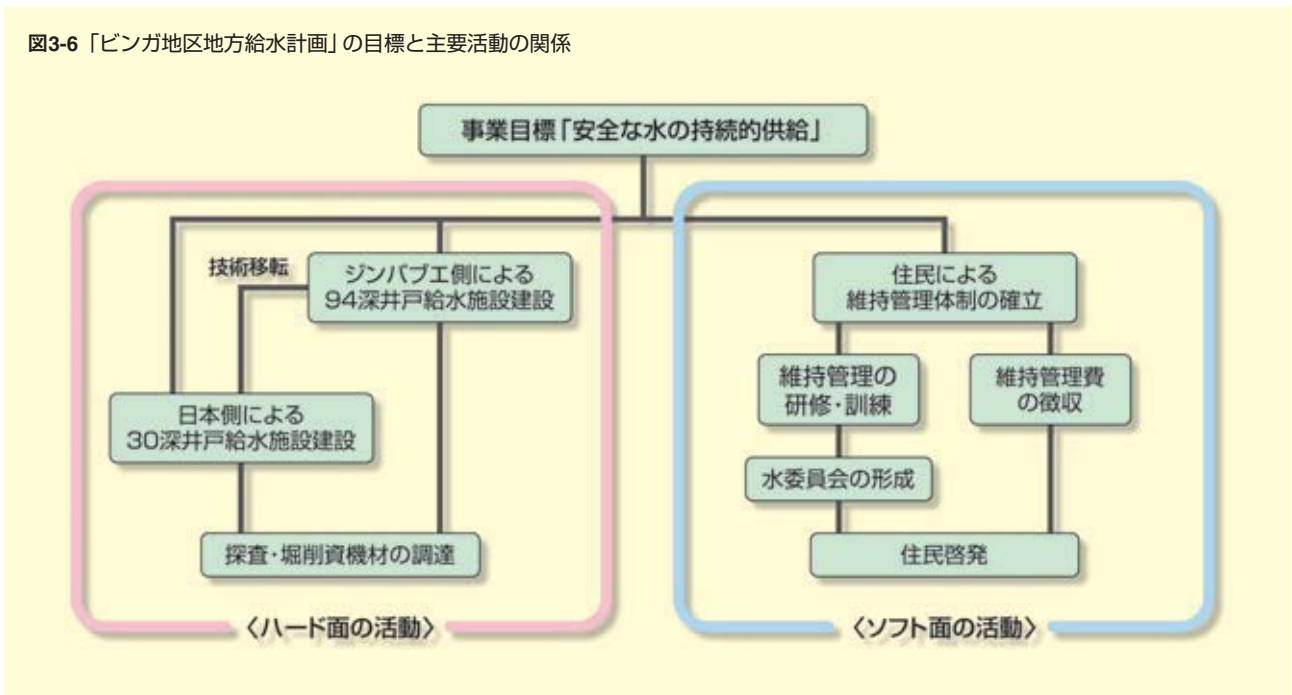 図3-6「ビンガ地区地方給水計画」の目標と主要活動の関係
事業目標「安全な水の持続的供給」
技術移転
ジンバブエ側による
94深井戸給水施設建設
日本側による
30深井戸給水施設建設
探査・堀削資機材の調達
〈ハード面の活動〉
住民による
維持管理体制の確立
維持管理の
研修・訓練
維持管理費
の徴収
水委員会の形成
住民啓発
〈ソフト面の活動〉